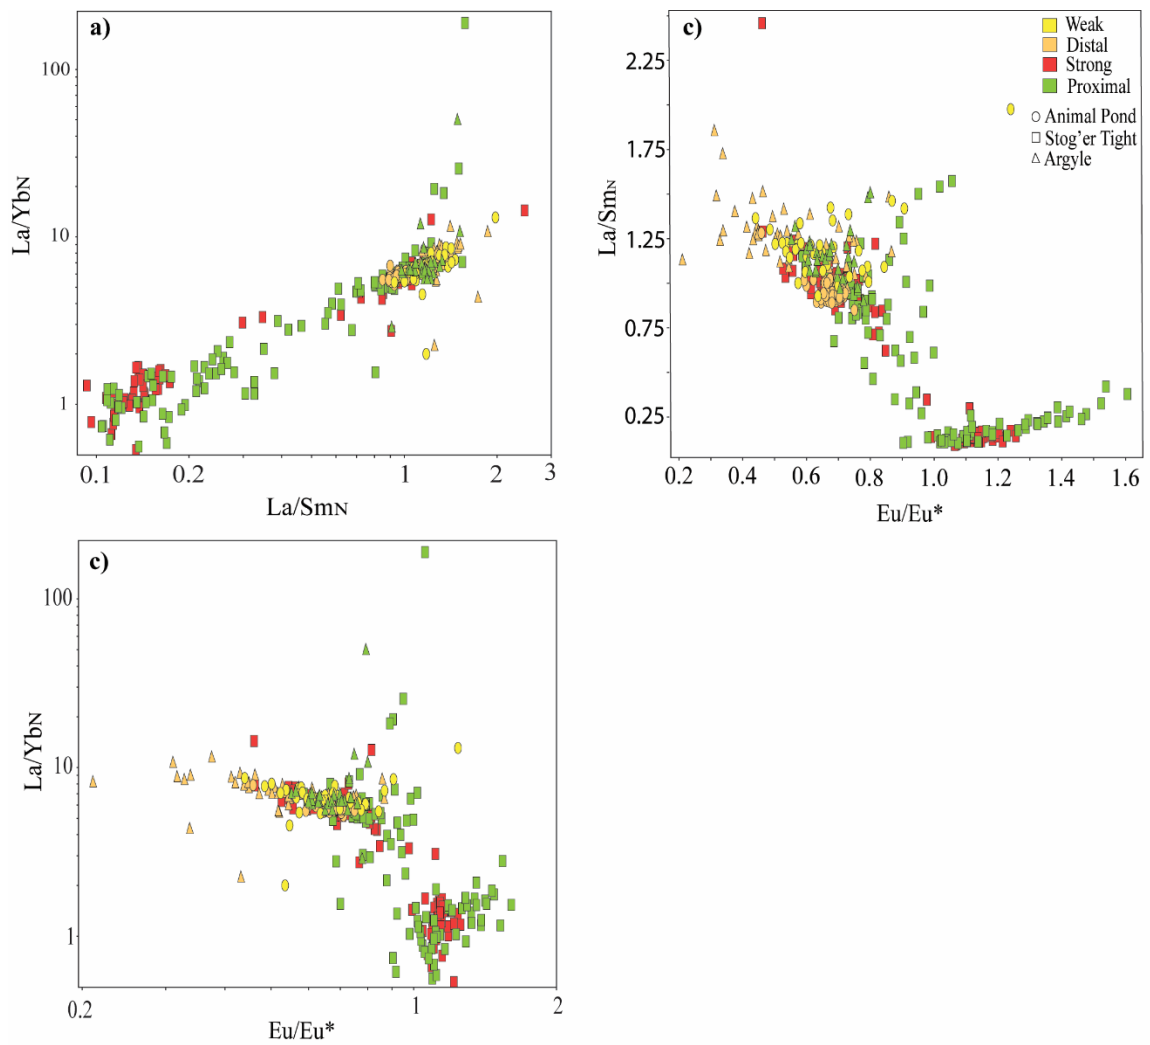 a)
La/YbN
100
10
1
0.1
0.2
1
2
3
La/SmN
c)
Weak
Distal
Strong
Proximal
Animal Pond
Stog'er Tight
Argyle
La/SmN
2.25
1.75
1.25
0.75
0.25
0.2
0.4
0.6
0.8
1.0
1.2
1.4
1.6
Eu/Eu*
c)
La/YbN
100
10
1
0.2
1
2
Eu/Eu*